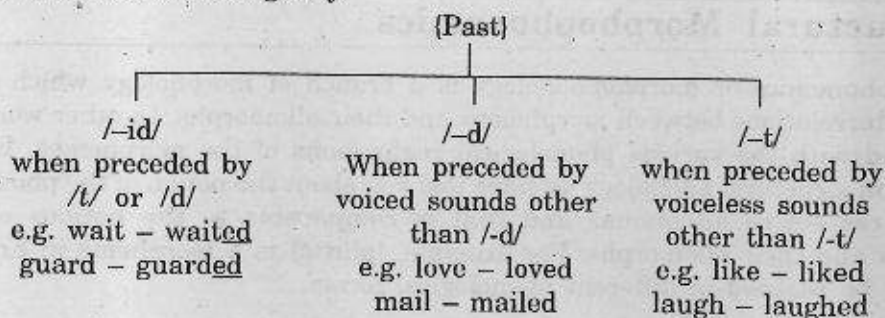 {Past}
/–id/
when preceded by
/t/ or /d/
e.g. wait – waited
guard – guarded
/–d/
When preceded by
voiced sounds other
than /-d/
e.g. love – loved
mail – mailed
/–t/
when preceded by
voiceless sounds
other than /-t/
e.g. like – liked
laugh – laughed